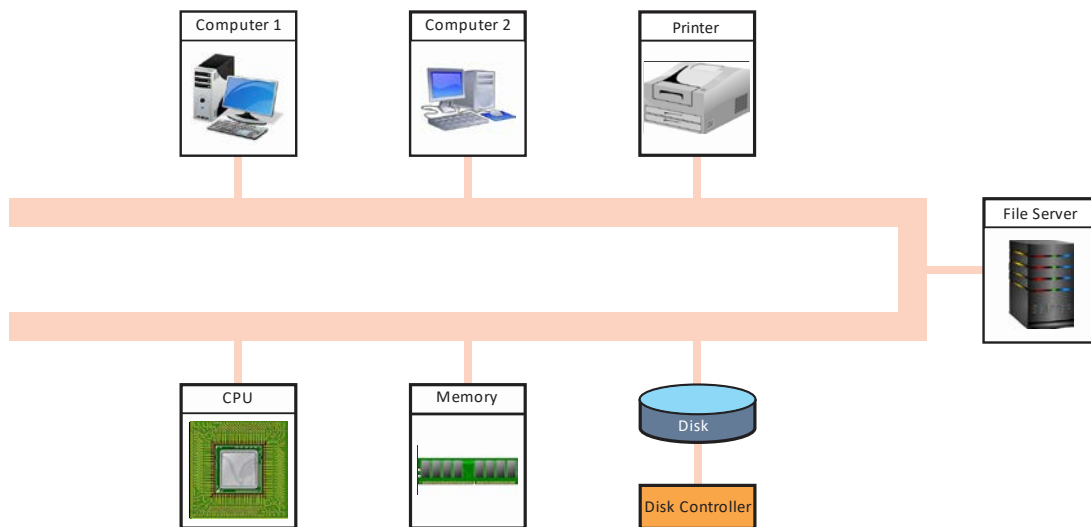 Computer 1
Computer 2
Printer
File Server
CPU
Memory
Disk
Disk Controller